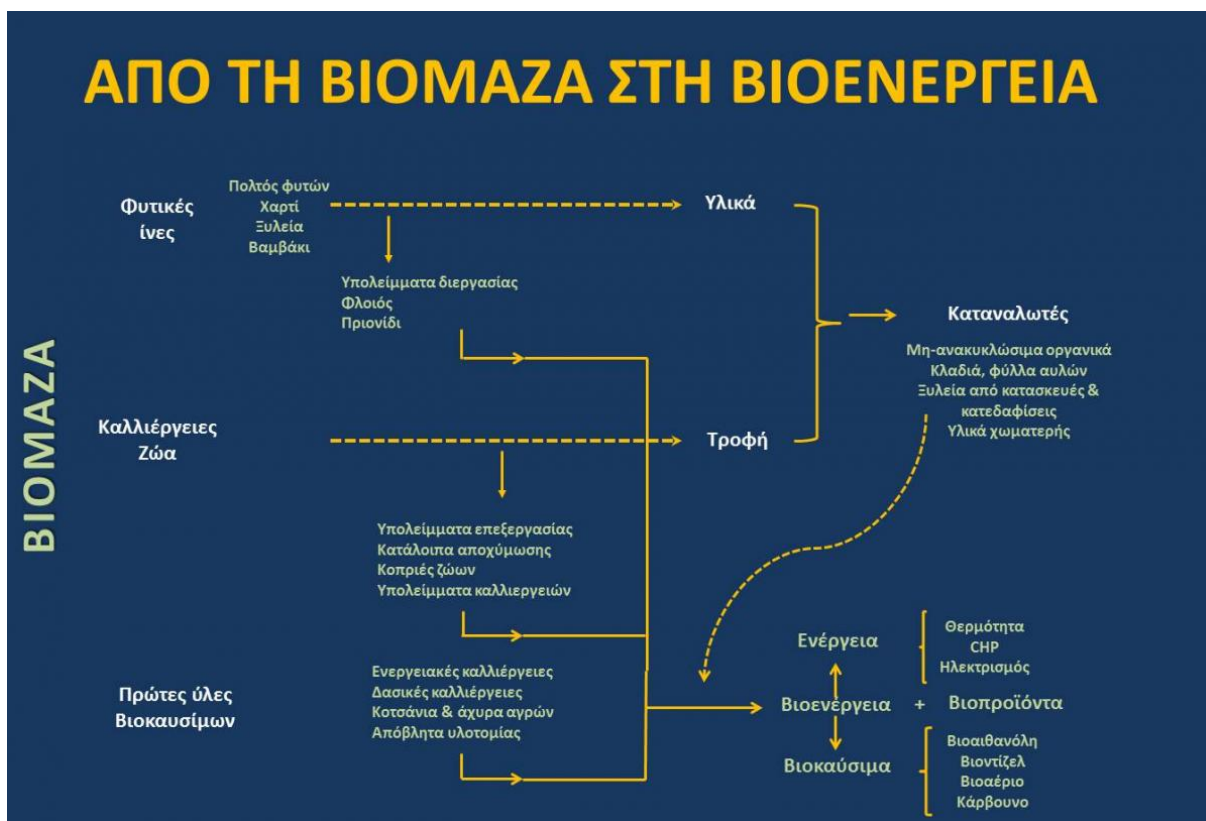 ΑΠΟ ΤΗ ΒΙΟΜΑΖΑ ΣΤΗ ΒΙΟΕΝΕΡΓΕΙΑ
ΒΙΟΜΑΖΑ
Φυτικές
ίνες
Πολτός φυτών
Χαρτί
Ξυλεία
Βαμβάκι
Υλικά
Υπολείμματα διεργασίας
Φλοιός
Πριονίδι
Καταναλωτές
Μη-ανακυκλώσιμα οργανικά
Κλαδιά, φύλλα αυλών
Ξυλεία από κατασκευές &
κατεδαφίσεις
Υλικά χωματερής
Καλλιέργειες
Ζώα
Τροφή
Υπολείμματα επεξεργασίας
Κατάλοιπα αποχύμωσης
Κοπριές ζώων
Υπολείμματα καλλιεργειών
Πρώτες ύλες
Βιοκαυσίμων
Ενεργειακές καλλιέργειες
Δασικές καλλιέργειες
Κοτσάνια & άχυρα αγρών
Απόβλητα υλοτομίας
Ενέργεια
Θερμότητα
CHP
Ηλεκτρισμός
Βιοενέργεια + Βιοπροϊόντα
Βιοκαύσιμα
Βιοαιθανόλη
Βιοντίζελ
Βιοαέριο
Κάρβουνο